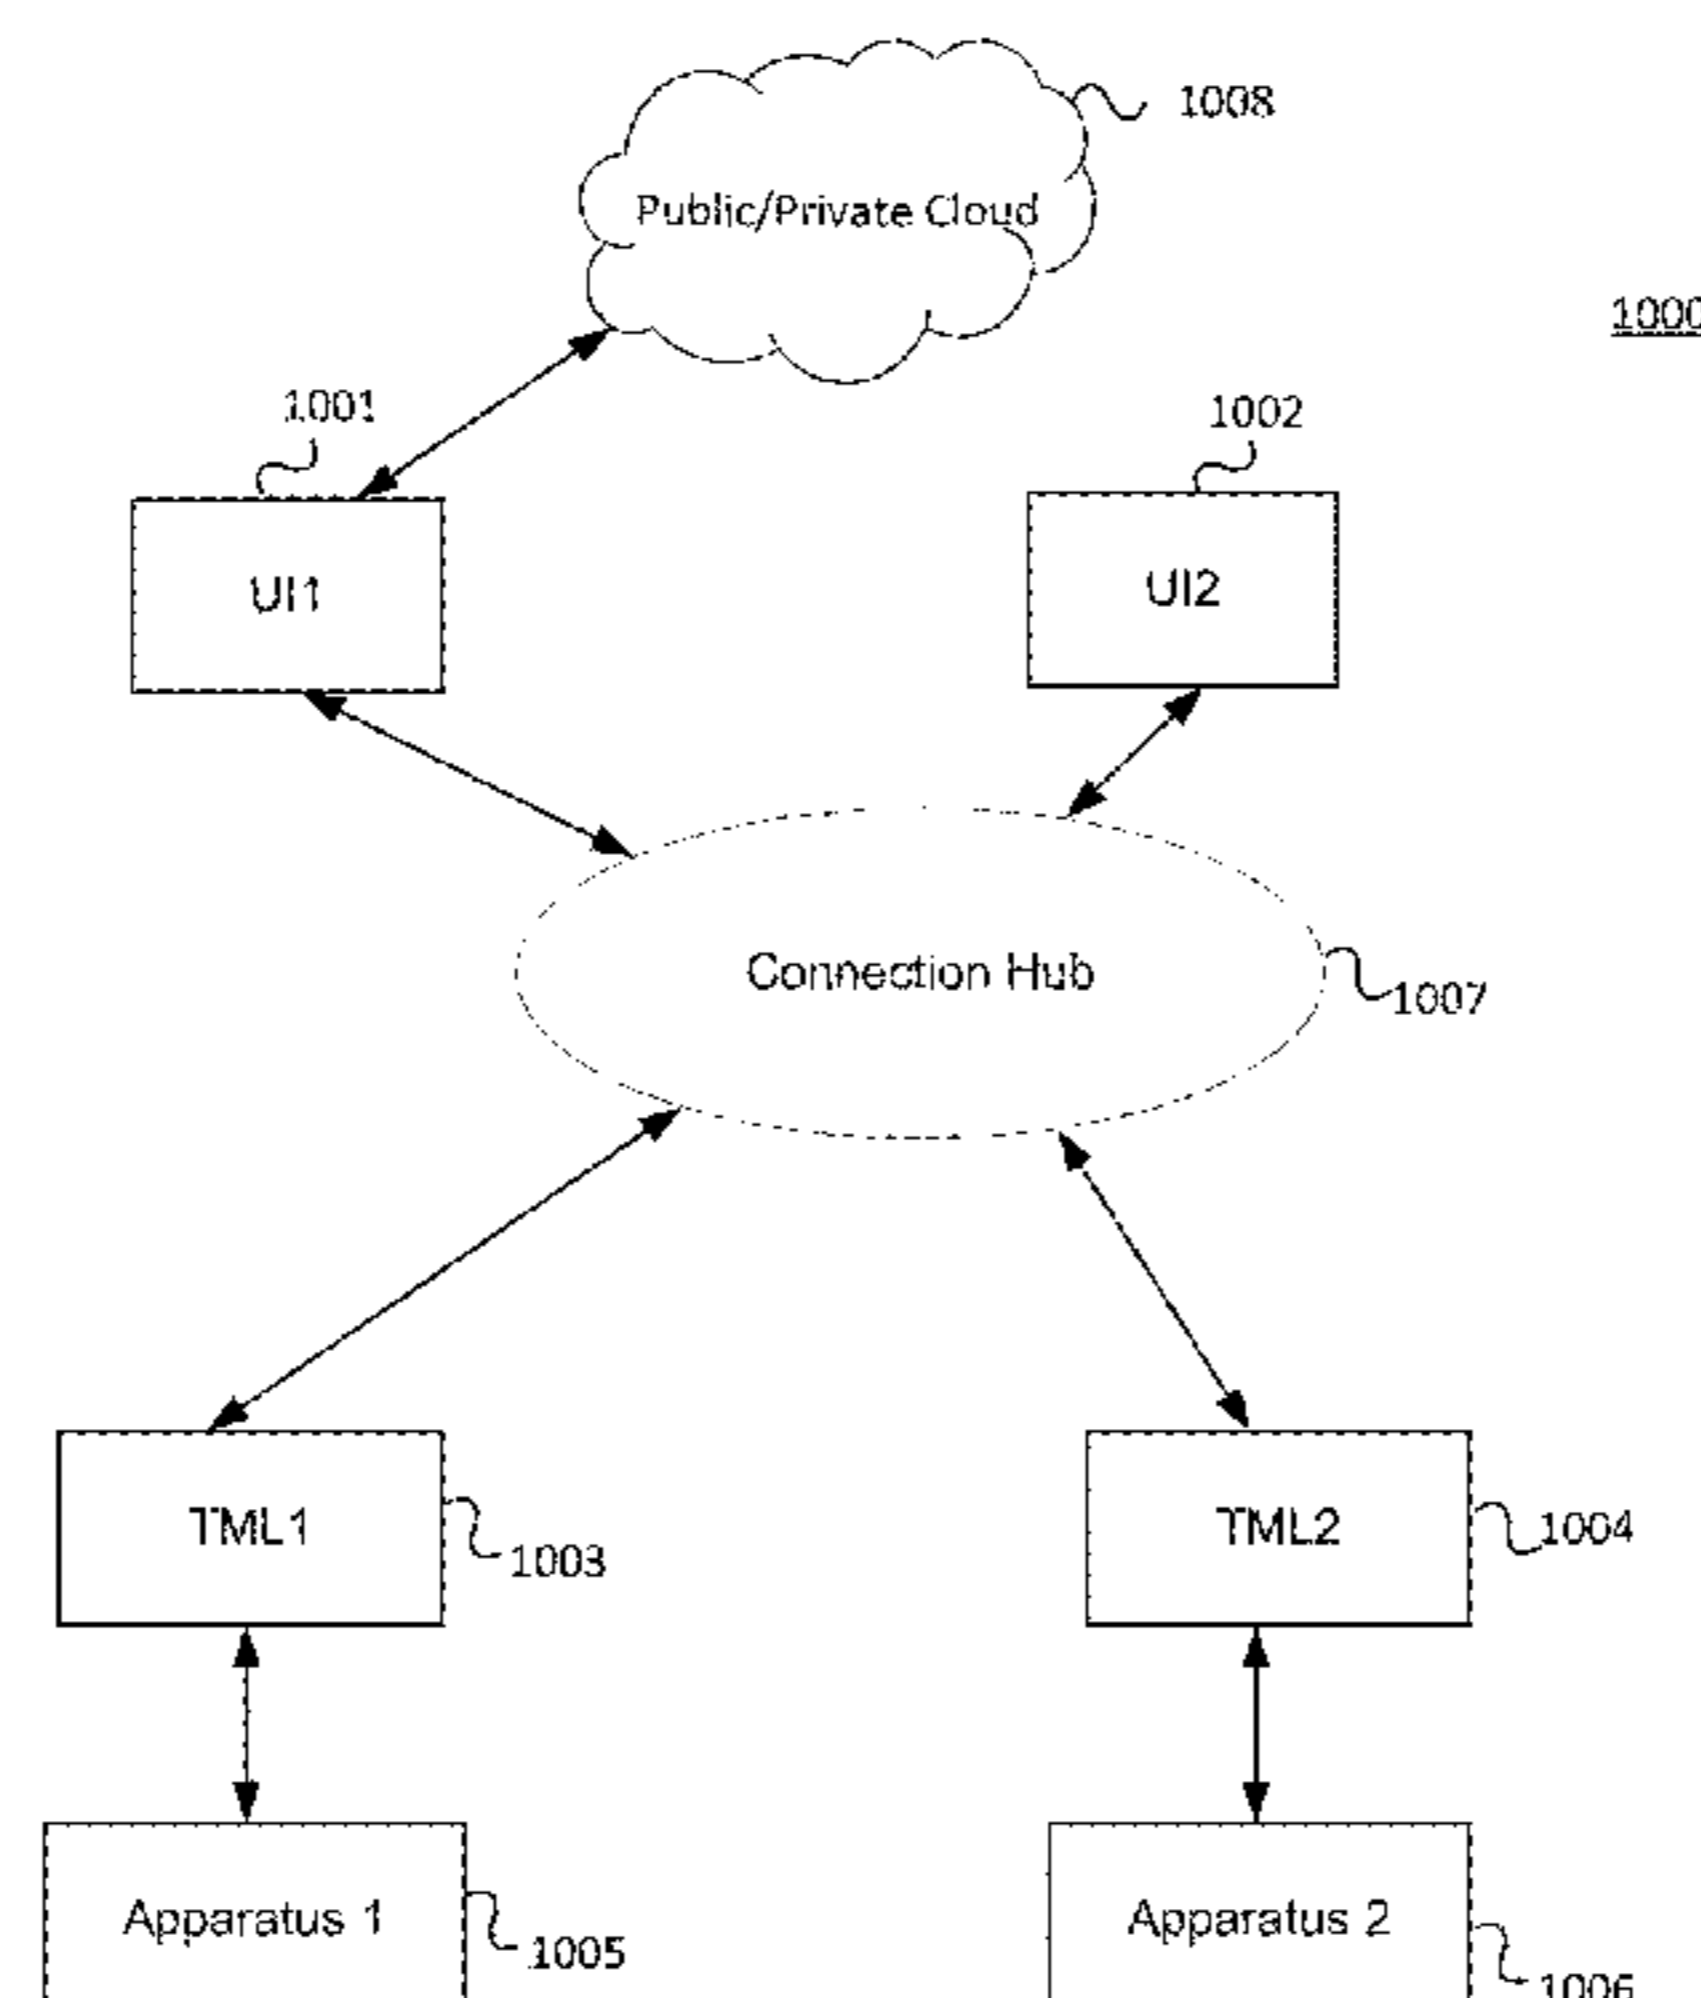 1008
Public/Private Cloud
1000
1001
1002
UI1
UI2
Connection Hub
1007
TML1
1003
TML2
1004
Apparatus 1
1005
Apparatus 2
1006